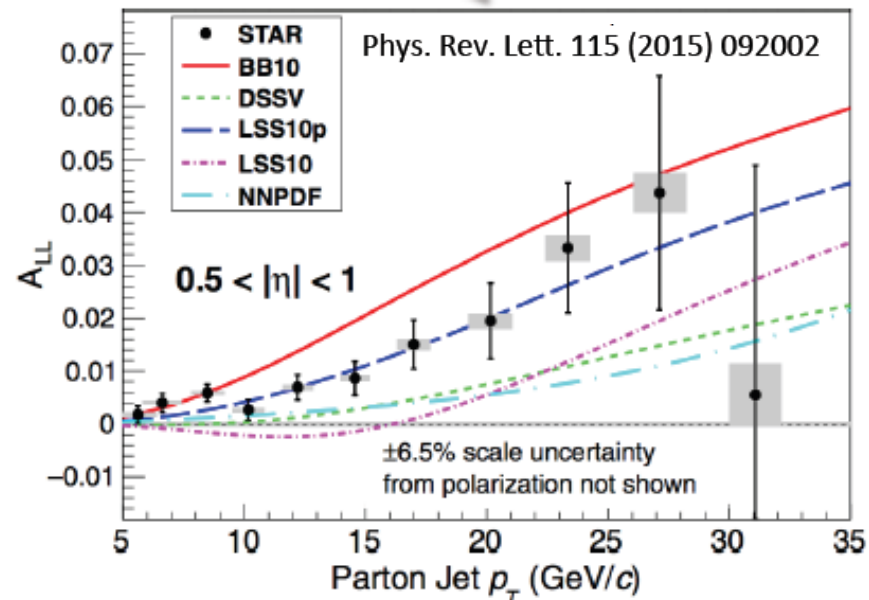 Phys. Rev. Lett. 115 (2015) 092002
STAR
BB10
DSSV
LSS10p
LSS10
NNPDF
0.5 < |η| < 1
±6.5% scale uncertainty
from polarization not shown
A_LL
0.07
0.06
0.05
0.04
0.03
0.02
0.01
0
−0.01
5 10 15 20 25 30 35
Parton Jet p_T (GeV/c)